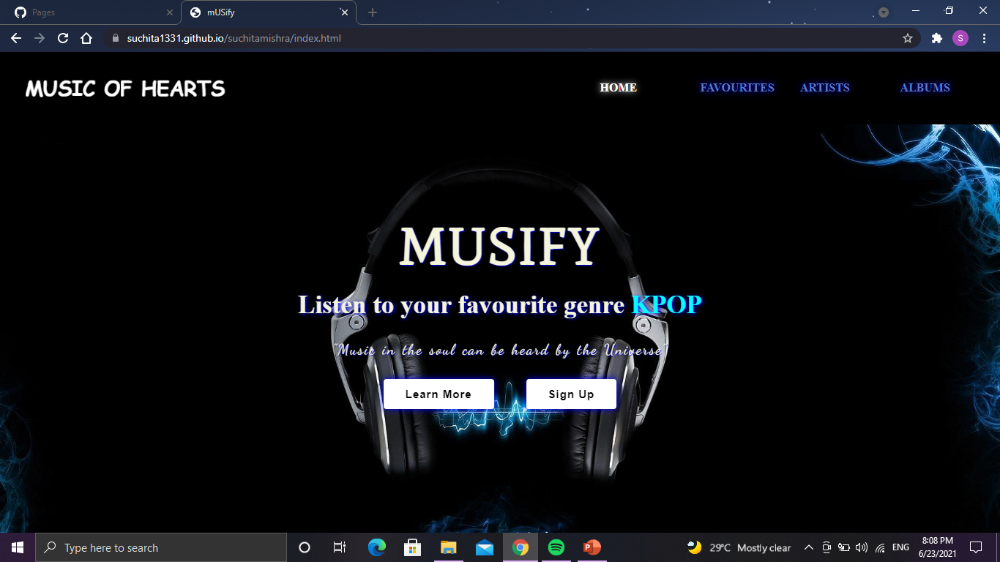 Pages
mUSify
suchita1331.github.io/suchitamishra/index.html
S
MUSIC OF HEARTS
HOME FAVOURITES ARTISTS ALBUMS
MUSIFY
Listen to your favourite genre KPOP
"Music in the soul can be heard by the Universe"
Learn More Sign Up
Type here to search
29°C Mostly clear
ENG
8:08 PM
6/23/2021